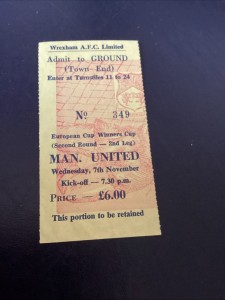 Wrexham A.F.C. Limited
Admit to GROUND
(Town End)
Enter at Turnstiles 11 to 24
No 349
European Cup Winners Cup
(Second Round — 2nd Leg)
MAN. UNITED
Wednesday, 7th November
Kick-off — 7.30 p.m.
PRICE — £6.00
This portion to be retained